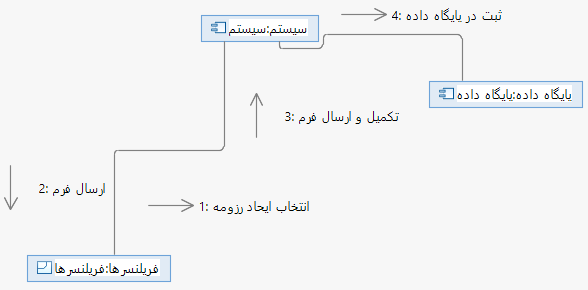 4: ثبت در پایگاه داده
سیستم:سیستم
پایگاه داده:پایگاه داده
3: تکمیل و ارسال فرم
2: ارسال فرم
1: انتخاب ایجاد رزومه
فریلنسرها:فریلنسرها